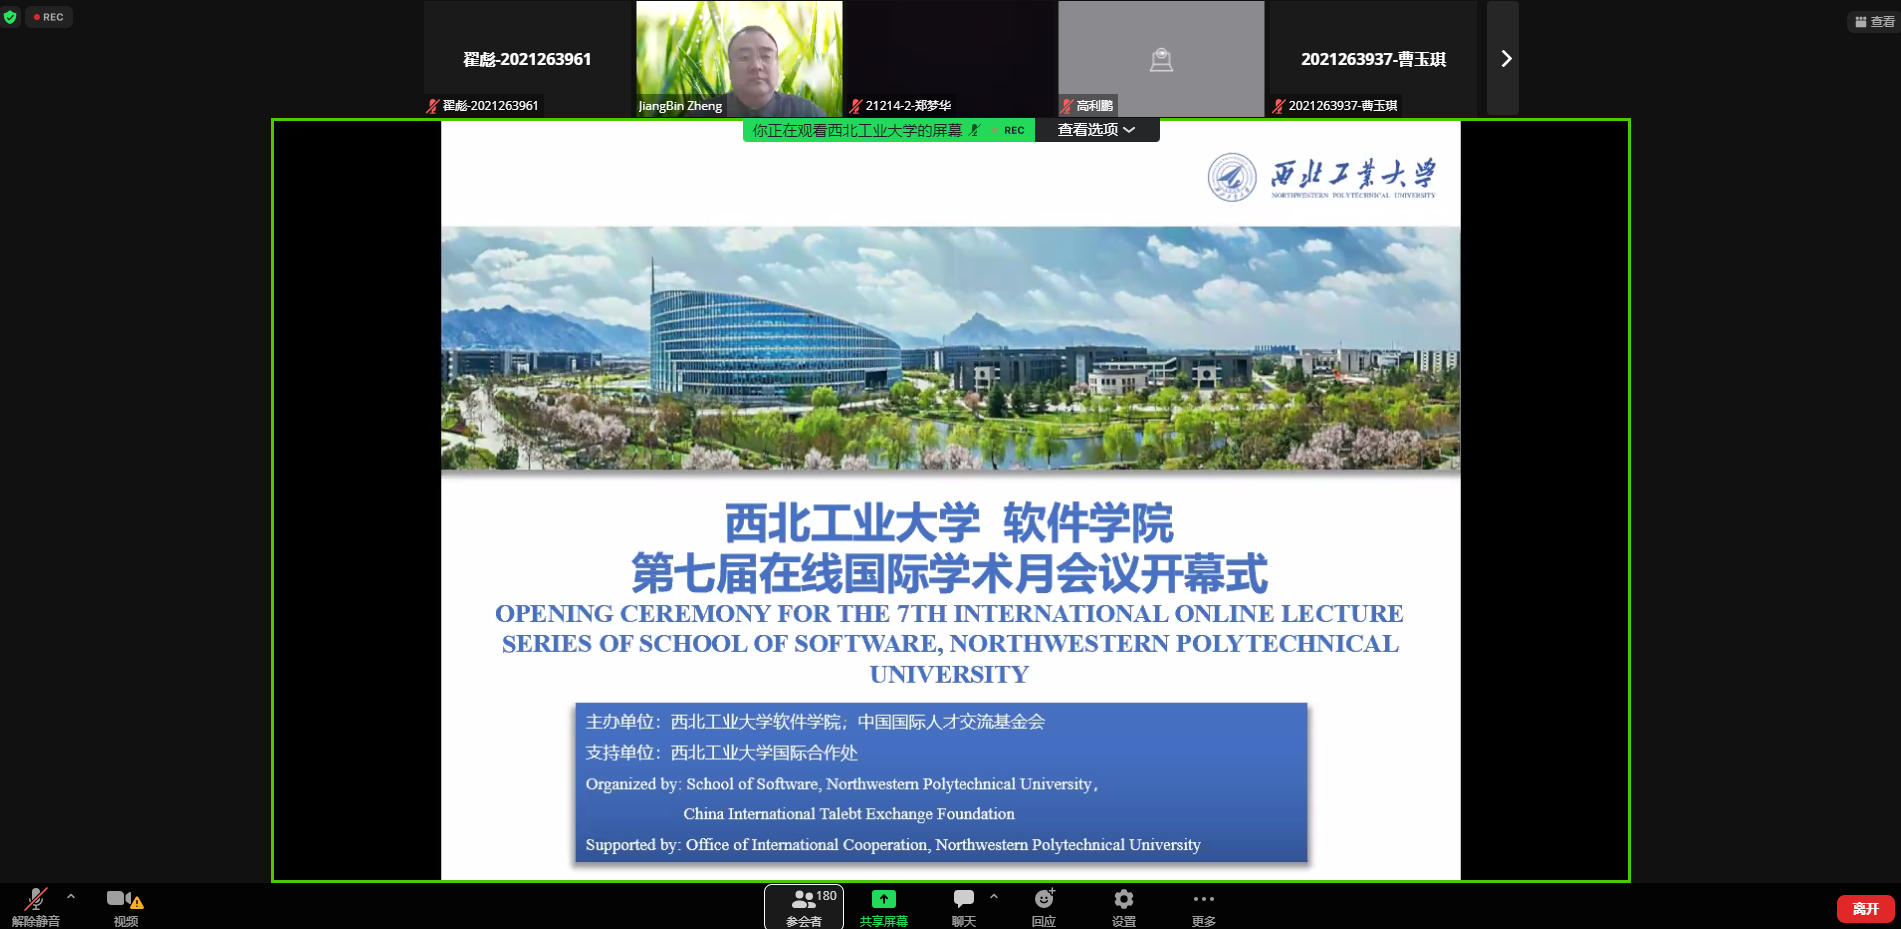 REC
查看
翟彪-2021263961
2021263937-曹玉琪
翟彪-2021263961
JiangBin Zheng
21214-2-郑梦华
高利鹏
2021263937-曹玉琪
你正在观看西北工业大学的屏幕
REC
查看选项
西北工业大学
NORTHWESTERN POLYTECHNICAL UNIVERSITY
西北工业大学 软件学院
第七届在线国际学术月会议开幕式
OPENING CEREMONY FOR THE 7TH INTERNATIONAL ONLINE LECTURE
SERIES OF SCHOOL OF SOFTWARE, NORTHWESTERN POLYTECHNICAL
UNIVERSITY
主办单位：西北工业大学软件学院；中国国际人才交流基金会
支持单位：西北工业大学国际合作处
Organized by: School of Software, Northwestern Polytechnical University，
China International Talebt Exchange Foundation
Supported by: Office of International Cooperation, Northwestern Polytechnical University
解除静音
视频
180
参会者
共享屏幕
聊天
回应
设置
更多
离开